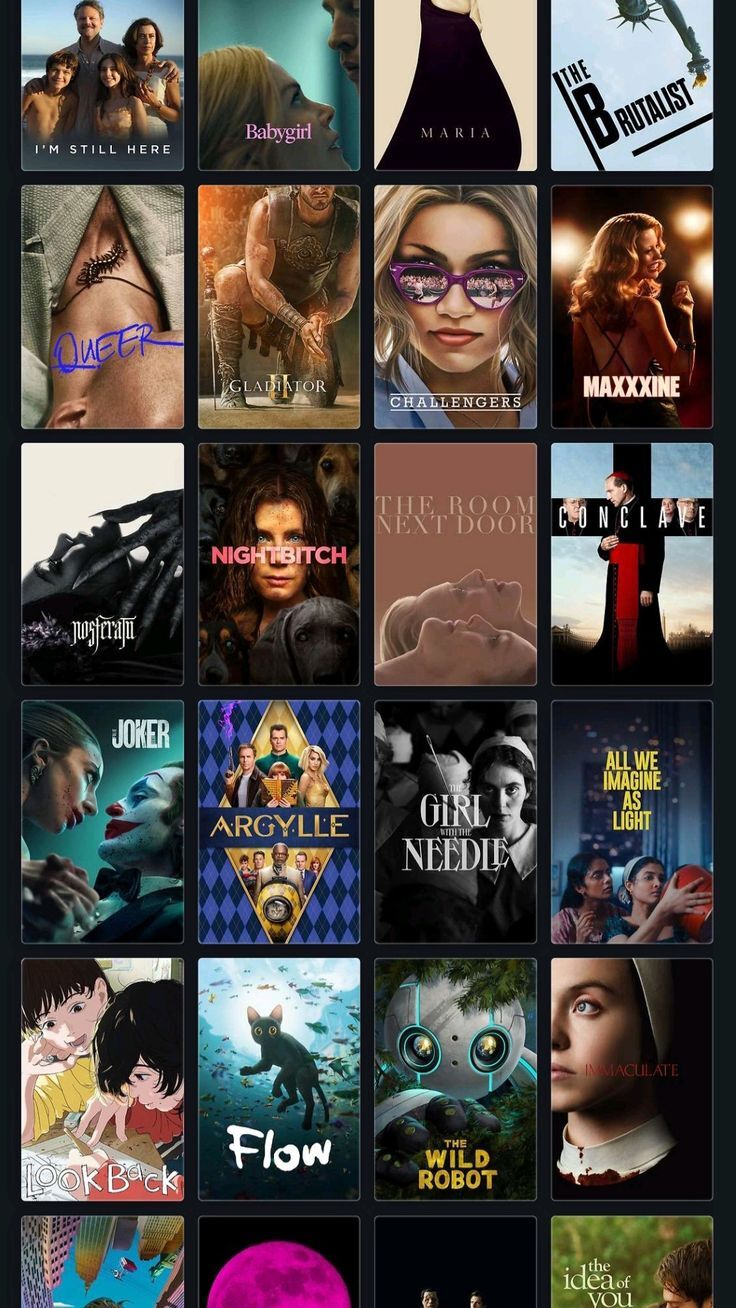 I'M STILL HERE
Babygirl
MARIA
THE
BRUTALIST
QUEER
GLADIATOR
II
CHALLENGERS
MAXXXINE
nosferatu
NIGHTBITCH
THE ROOM
NEXT DOOR
CONCLAVE
JOKER
ARGYLLE
THE
GIRL
WITH THE
NEEDLE
ALL WE
IMAGINE
AS
LIGHT
LOOK BACK
Flow
THE
WILD
ROBOT
IMMACULATE
the
idea of
you